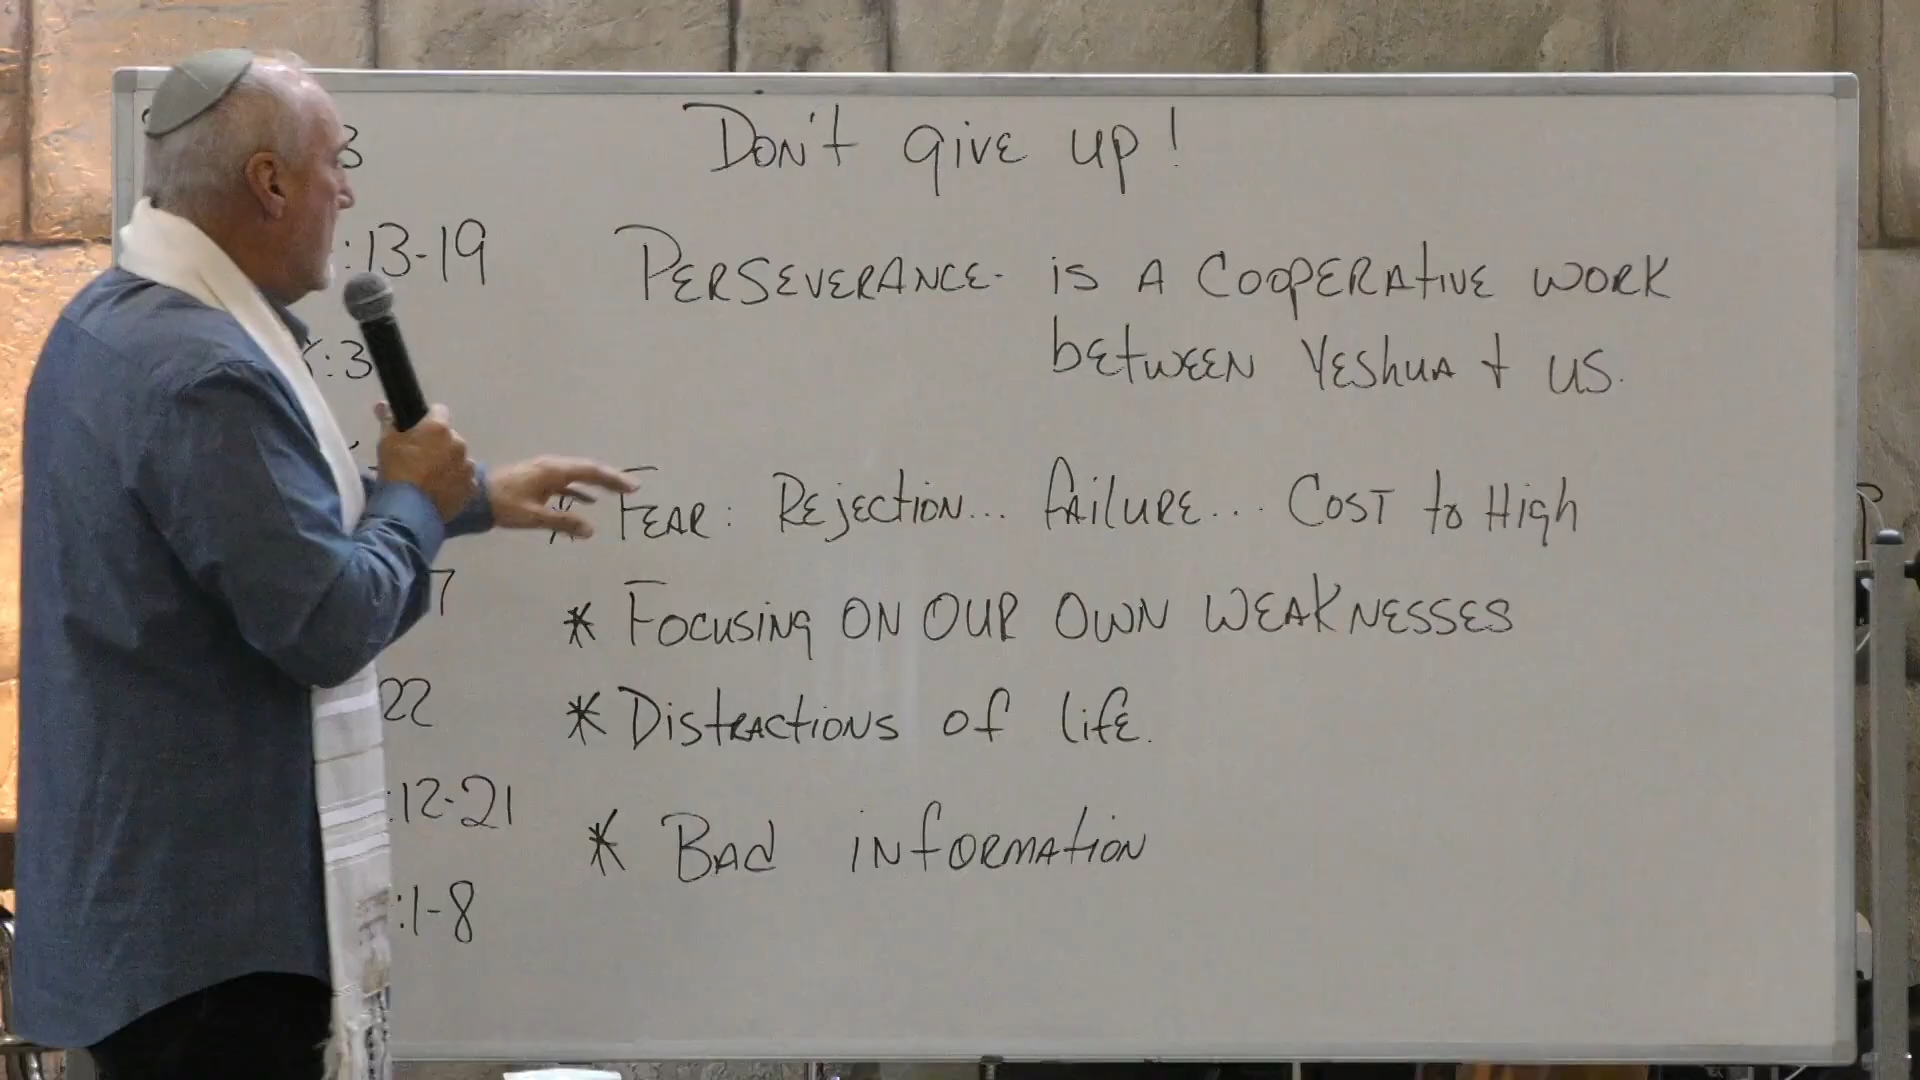 Don't give up!
:13-19
PERSEVERANCE- is A COOPERAtiVE WORK
bEtWEEN YEShUA + US.
:3
* FEAR: REjECtiON... fAiLURE... COST to High
7
* FOCUSiNg ON OUR OWN WEAKNESSES
22
* DistRActiONS of lifE.
:12-21
* BAd iNfORMAtiON
:1-8